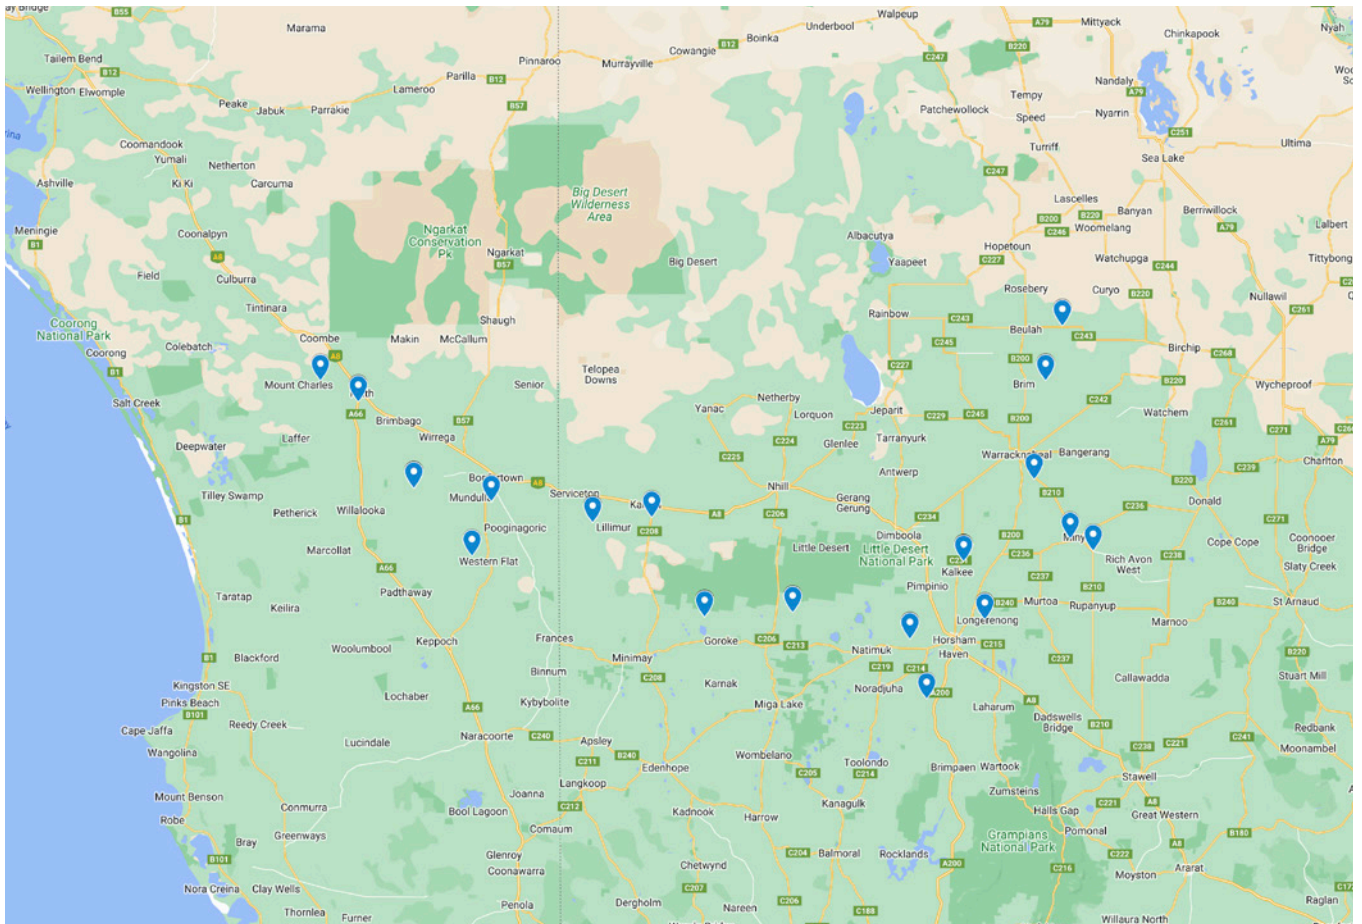 B55
Marama
Walpeup
Underbool
A79
Mittyack
Chinkapook
Nyah
Tailem Bend
B12
Boinka
Cowangie
B12
B220
C247
Pinnaroo
Murrayville
Parilla
B12
Nandaly
A79
Wellington
Elwomple
Lameroo
Peake
Jabuk
Parrakie
B57
Tempy
Patchewollock
Speed
Nyarrin
C251
Coomandook
Yumali
Netherton
Turriff
Ultima
Sea Lake
Ashville
Ki Ki
Carcuma
C247
Big Desert
Wilderness
Area
Lascelles
Banyan
Berriwillock
Meningie
B1
Coonalpyn
A8
Ngarkat
Conservation
Pk
B200
B220
C246
Woomelang
A79
Lalbert
Albacutya
Hopetoun
Ngarkat
B57
Big Desert
Yaapeet
C227
Watchupga
C244
Tittybong
Field
Culburra
Rosebery
Curyo
B220
Nullawil
Tintinara
Rainbow
C243
C261
Coorong
National Park
Shaugh
Beulah
C243
Coombe
Makin
McCallum
C245
Colebatch
Coorong
A8
B200
Birchip
C268
B1
Telopea
Downs
C227
Mount Charles
Senior
Brim
B220
Wycheproof
Salt Creek
Netherby
C242
Yanac
Lorquon
Jeparit
C229
C245
Watchem
A66
Brimbago
B57
B200
C261
C271
C223
C224
Glenlee
Tarranyurk
A79
Laffer
Wirrega
Deepwater
C225
Warracknabeal
Bangerang
Charlton
Antwerp
C239
B220
A8
Nhill
Tilley Swamp
Mundulla
Serviceton
Gerang
Gerung
B210
Donald
Petherick
Willalooka
A8
C206
C234
C236
C271
B1
Pooginagoric
Lillimur
C208
Dimboola
B200
Coonooer
Bridge
Marcollat
Little Desert
Little Desert
National Park
C236
Cope Cope
C238
Western Flat
Kalkee
Rich Avon
West
Slaty Creek
A66
Pimpinio
C237
B210
Taratap
Padthaway
Keilira
B240
Murtoa
Rupanyup
B240
St Arnaud
Longerenong
Marnoo
Keppoch
Frances
Goroke
C206
C213
Natimuk
Horsham
Haven
C215
B1
Woolumbool
Minimay
B220
Blackford
C219
C214
C237
Binnum
C208
Karnak
Noradjuha
A200
Callawadda
Stuart Mill
Kingston SE
Pinks Beach
Lochaber
Kybybolite
B101
A66
Miga Lake
Laharum
A8
Dadswells
Bridge
B210
Redbank
Cape Jaffa
Reedy Creek
Naracoorte
C240
Apsley
C238
C221
C241
Moonambel
Wangolina
Lucindale
B240
C211
Wombelano
Edenhope
Toolondo
Brimpaen
Wartook
C205
C214
Stawell
Langkoop
Zumsteins
Mount Benson
Joanna
C212
Conmurra
Bool Lagoon
Kadnook
Kanagulk
Halls Gap
C221
A8
Robe
Harrow
Great Western
Greenways
Comaum
Grampians
National Park
Pomonal
B180
Bray
A8
B101
Glenroy
Coonawarra
C204
Balmoral
Rocklands
A200
C222
Chetwynd
C216
Moyston
Ararat
Nora Creina
Clay Wells
C207
C206
Penola
Dergholm
Nareen
C188
Thornlea
Furner
Willaura North
Raglan